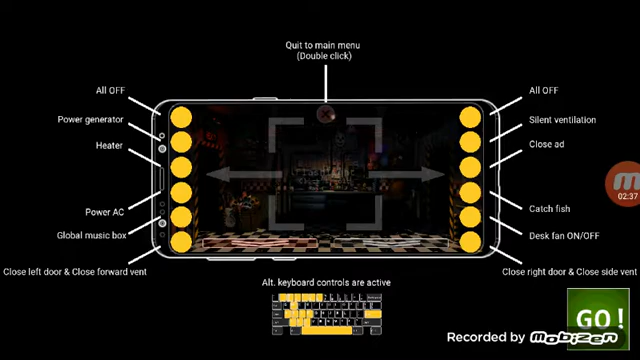 Quit to main menu
(Double click)
All OFF
All OFF
Power generator
Silent ventilation
Heater
Close ad
Power AC
Catch fish
Global music box
Desk fan ON/OFF
Close left door & Close forward vent
Close right door & Close side vent
Alt. keyboard controls are active
02:37
GO!
Recorded by mobizen